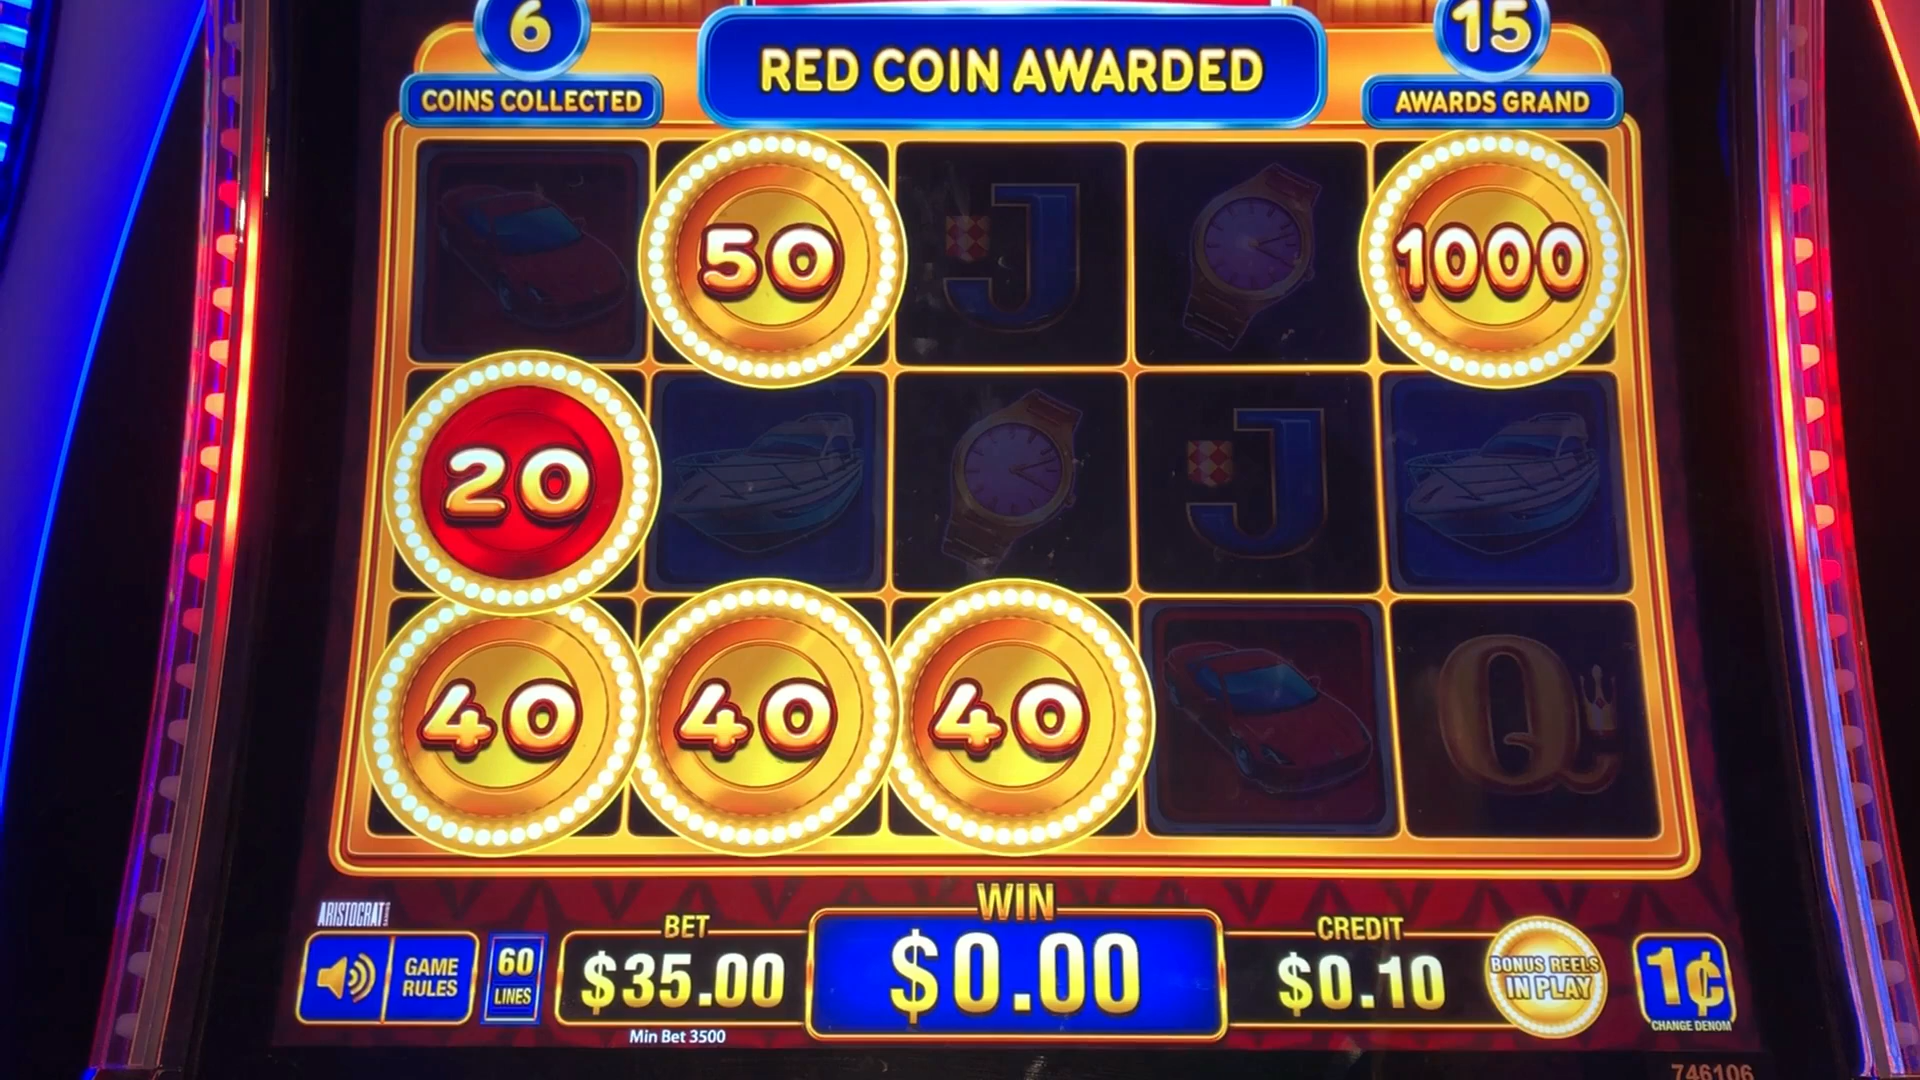 6
COINS COLLECTED
RED COIN AWARDED
15
AWARDS GRAND
50
J
1000
20
J
40
40
40
Q
ARISTOCRAT
GAME
RULES
60
LINES
BET
$35.00
Min Bet 3500
WIN
$0.00
CREDIT
$0.10
BONUS REELS
IN PLAY
1¢
CHANGE DENOM
746106